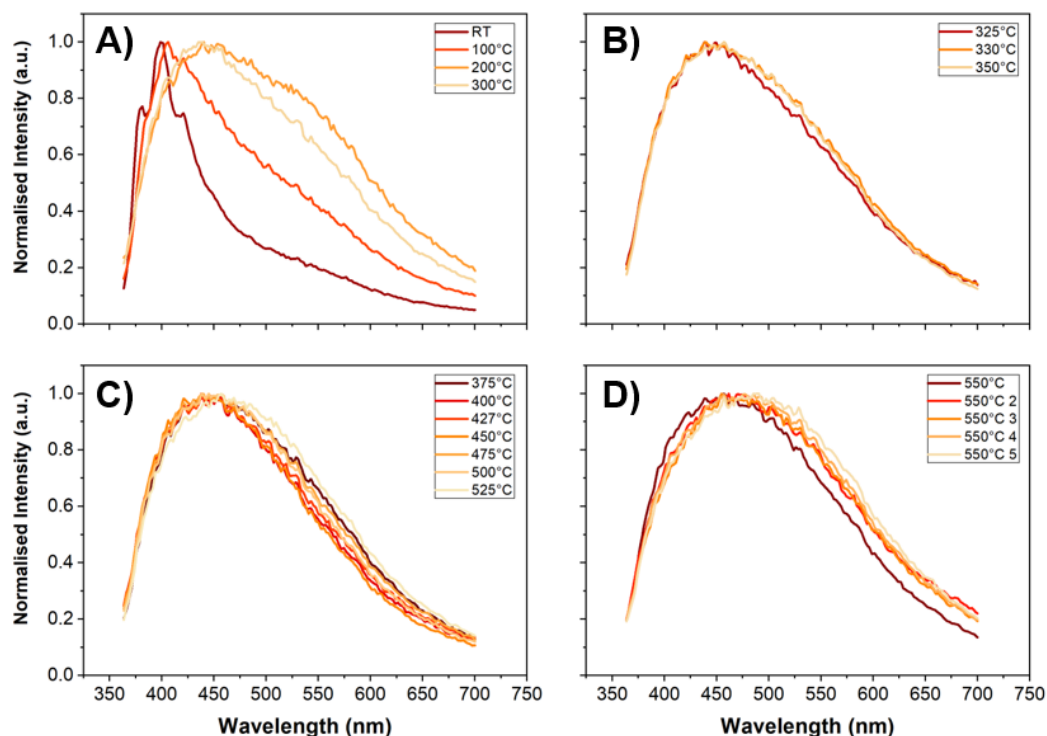 A)
RT
100°C
200°C
300°C
Normalised Intensity (a.u.)
1.0
0.8
0.6
0.4
0.2
0.0
B)
325°C
330°C
350°C
C)
375°C
400°C
427°C
450°C
475°C
500°C
525°C
Normalised Intensity (a.u.)
1.0
0.8
0.6
0.4
0.2
0.0
350 400 450 500 550 600 650 700 750
Wavelength (nm)
D)
550°C
550°C 2
550°C 3
550°C 4
550°C 5
350 400 450 500 550 600 650 700 750
Wavelength (nm)